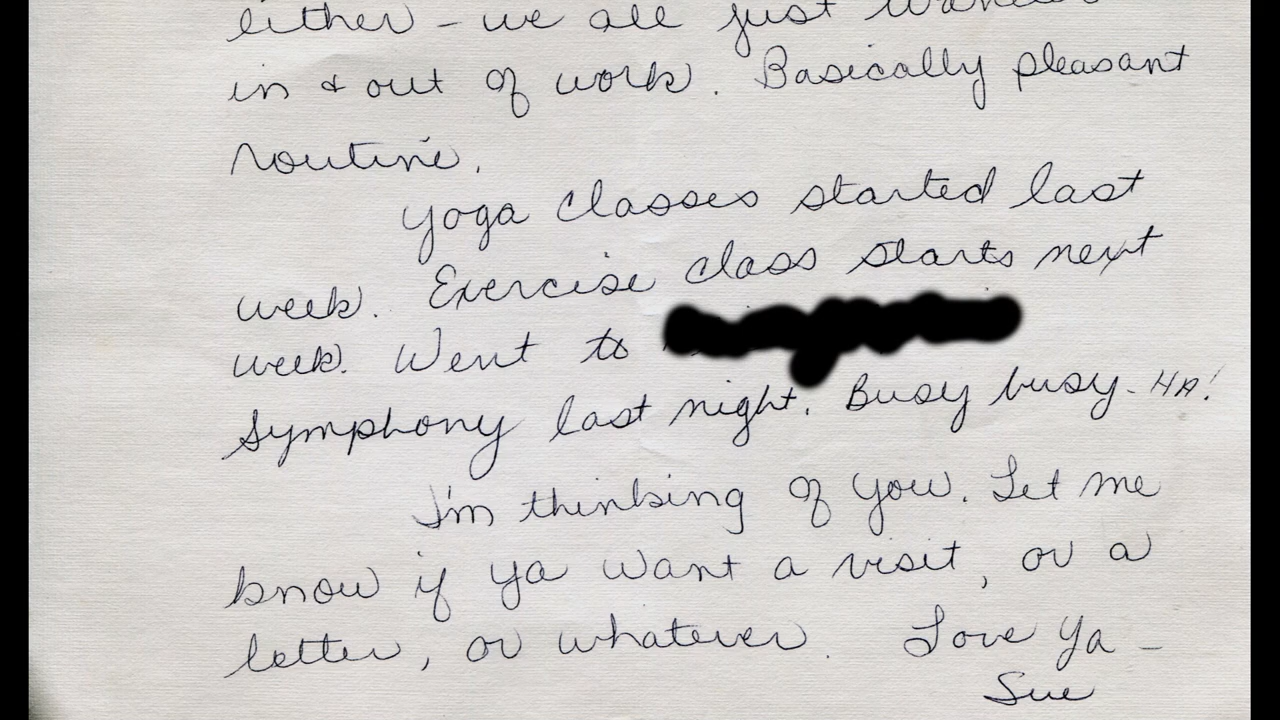 either - we all just
in & out of work. Basically pleasant
routine.
Yoga classes started last
week. Exercise class starts next
week. Went to
Symphony last night. Busy busy - HA!
I'm thinking of you. Let me
know if ya want a visit, or a
letter, or whatever. Love Ya -
Sue